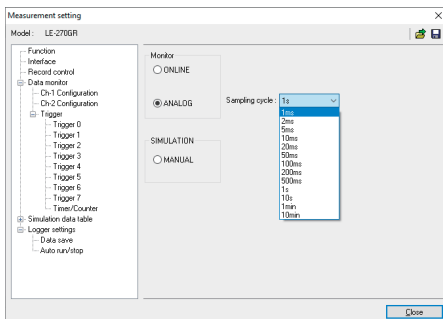 Measurement setting
Model : LE-270GR
Function
Interface
Record control
Data monitor
Ch-1 Configuration
Ch-2 Configuration
Trigger
Trigger 0
Trigger 1
Trigger 2
Trigger 3
Trigger 4
Trigger 5
Trigger 6
Trigger 7
Timer/Counter
Simulation data table
Logger settings
Data save
Auto run/stop
Monitor
ONLINE
ANALOG
Sampling cycle : 1s
1ms
2ms
5ms
10ms
20ms
50ms
100ms
200ms
500ms
1s
10s
1min
10min
SIMULATION
MANUAL
Close